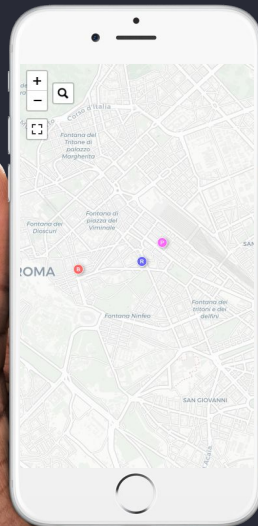 +
−
Corso d'Italia
Fontana del
Tritone di
palazzo
Margherita
Fontana di
piazza del
Viminale
Fontana dei
Dioscuri
SAN
ROMA
Fontana dei
tritoni e dei
delfini
Fontana Ninfeo
SAN GIOVANNI